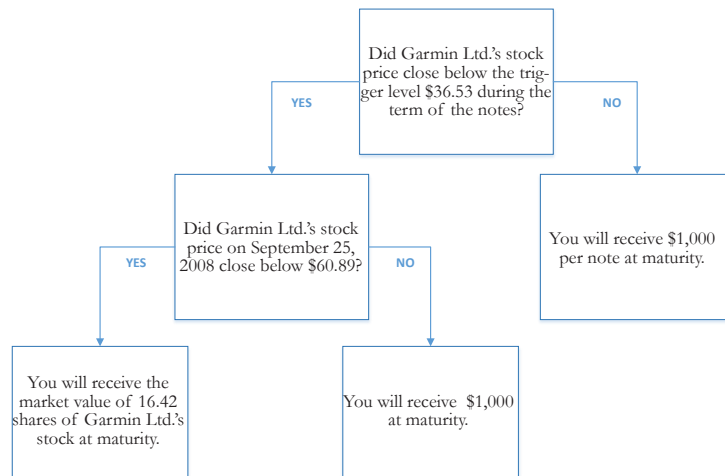 Did Garmin Ltd.'s stock
price close below the trig-
ger level $36.53 during the
term of the notes?
YES
NO
Did Garmin Ltd.'s stock
price on September 25,
2008 close below $60.89?
You will receive $1,000
per note at maturity.
YES
NO
You will receive the
market value of 16.42
shares of Garmin Ltd.'s
stock at maturity.
You will receive $1,000
at maturity.